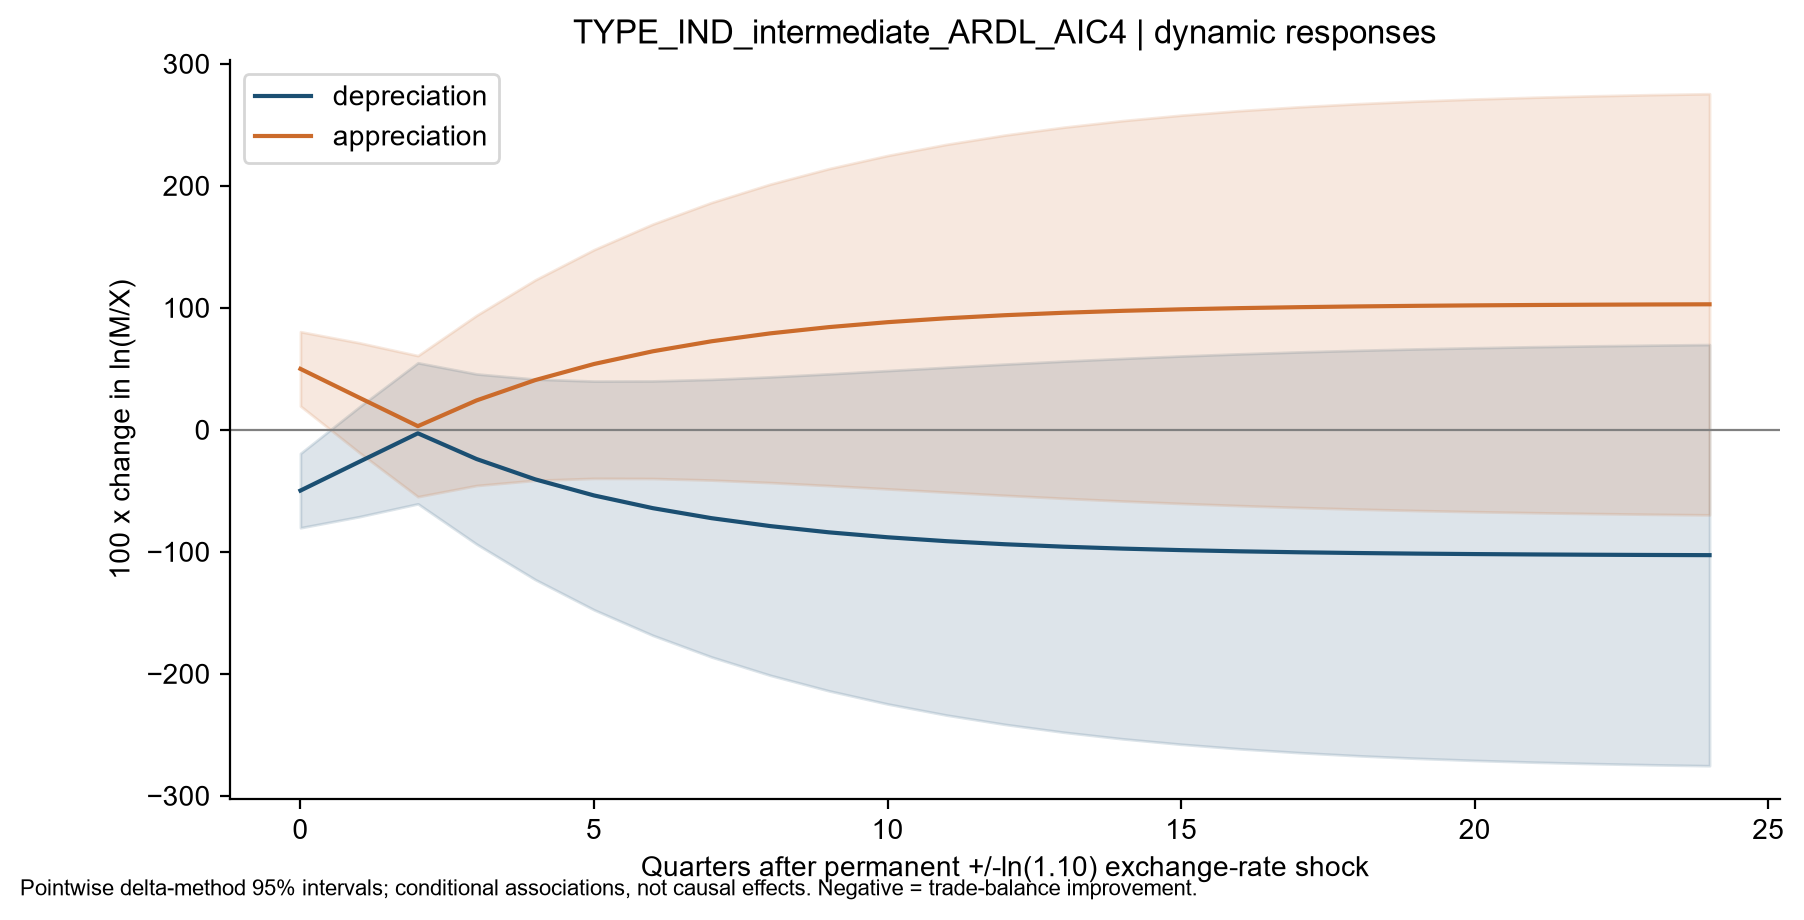 TYPE_IND_intermediate_ARDL_AIC4 | dynamic responses
depreciation
appreciation
100 x change in ln(M/X)
300
200
100
0
−100
−200
−300
0
5
10
15
20
25
Quarters after permanent +/-ln(1.10) exchange-rate shock
Pointwise delta-method 95% intervals; conditional associations, not causal effects. Negative = trade-balance improvement.